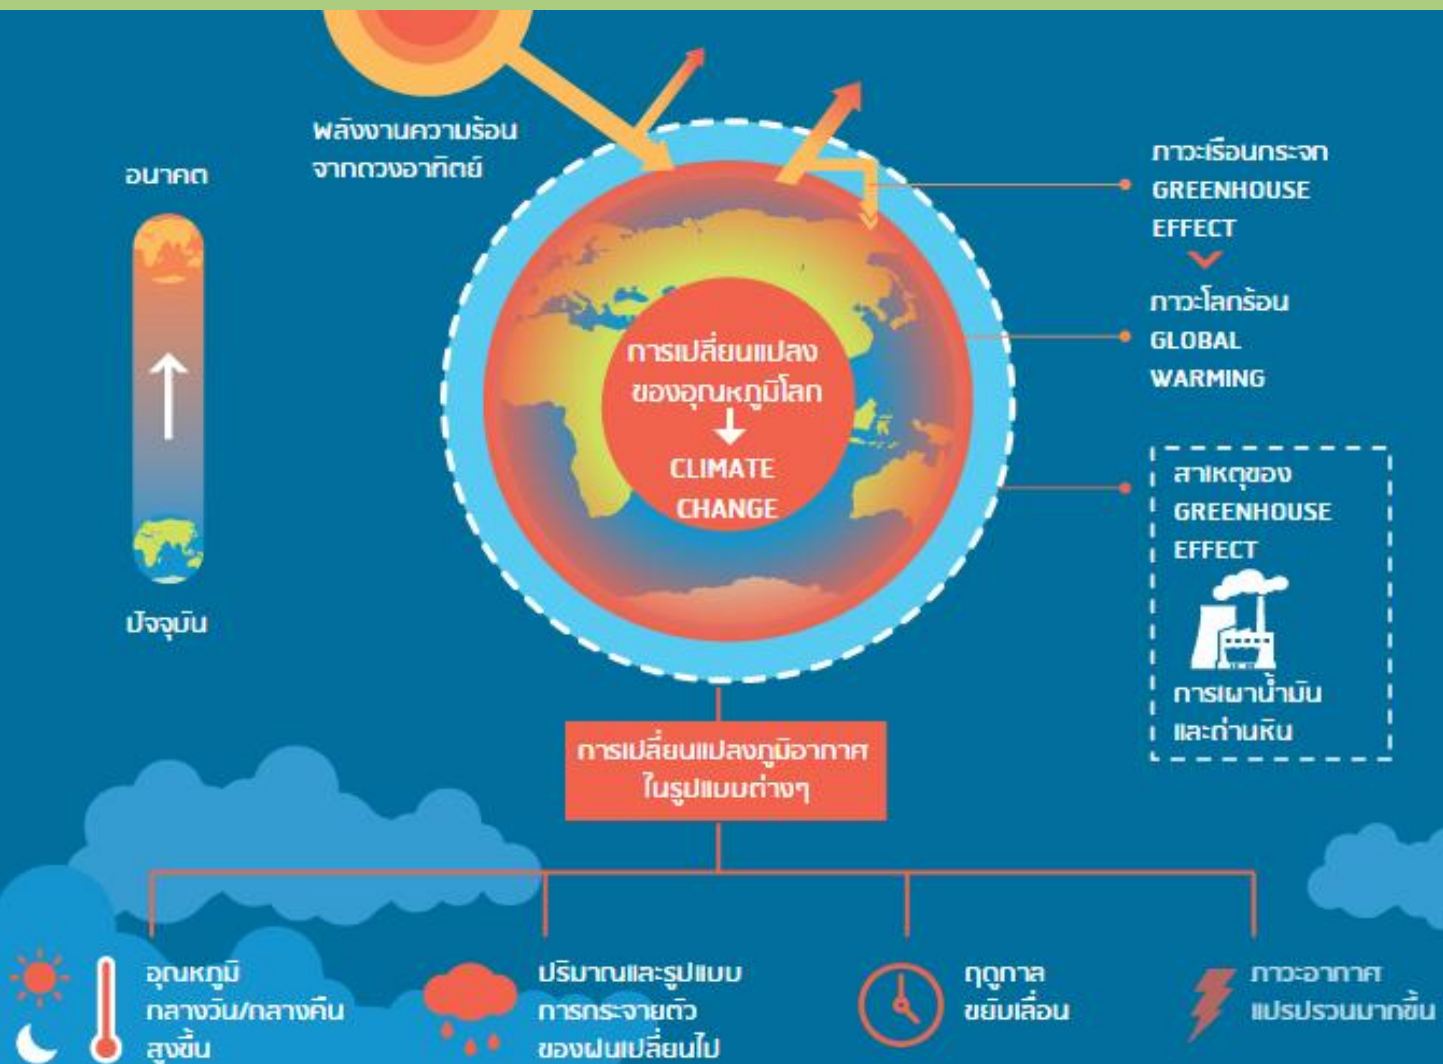 พลังงานความร้อน
จากดวงอาทิตย์
อนาคต
ปัจจุบัน
ภาวะเรือนกระจก
GREENHOUSE
EFFECT
ภาวะโลกร้อน
GLOBAL
WARMING
การเปลี่ยนแปลง
ของอุณหภูมิโลก
CLIMATE
CHANGE
สาเหตุของ
GREENHOUSE
EFFECT
การเผาน้ำมัน
และถ่านหิน
การเปลี่ยนแปลงภูมิอากาศ
ในรูปแบบต่างๆ
อุณหภูมิ
กลางวัน/กลางคืน
สูงขึ้น
ปริมาณและรูปแบบ
การกระจายตัว
ของฝนเปลี่ยนไป
ฤดูกาล
ขยับเลื่อน
ภาวะอากาศ
แปรปรวนมากขึ้น